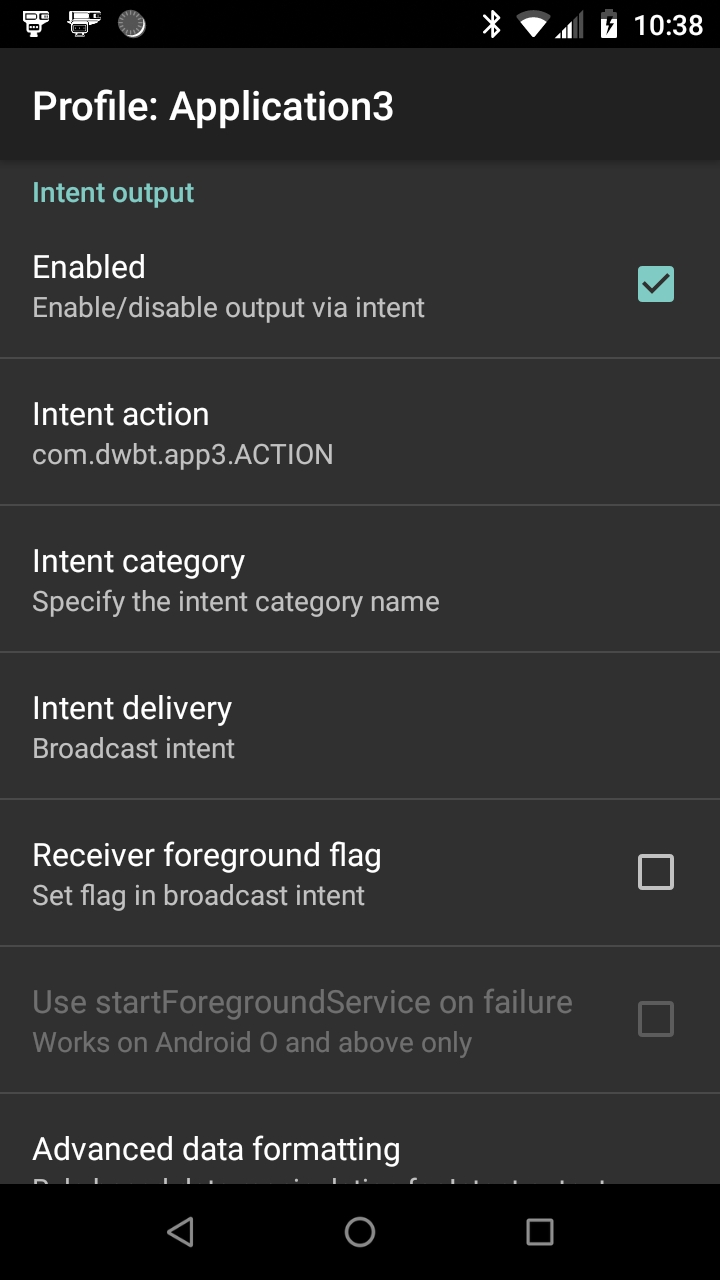 10:38
Profile: Application3
Intent output
Enabled
Enable/disable output via intent
Intent action
com.dwbt.app3.ACTION
Intent category
Specify the intent category name
Intent delivery
Broadcast intent
Receiver foreground flag
Set flag in broadcast intent
Use startForegroundService on failure
Works on Android O and above only
Advanced data formatting